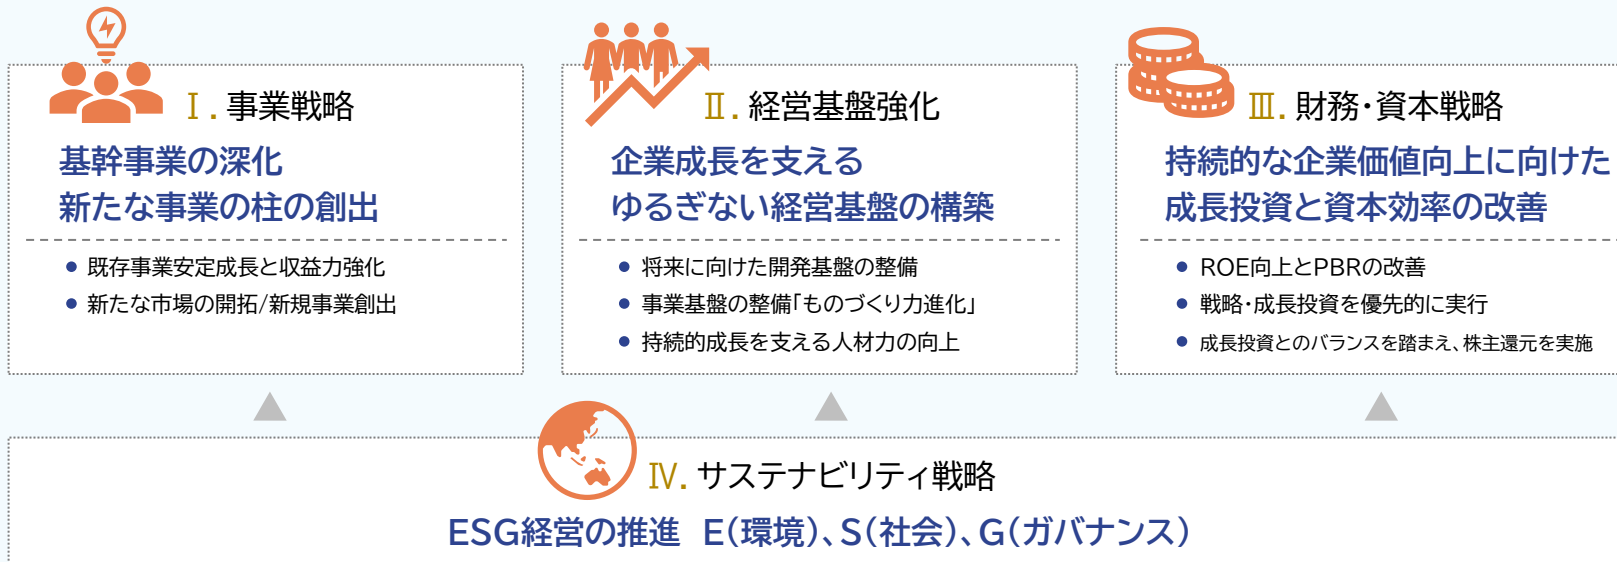 Ⅰ. 事業戦略
基幹事業の深化
新たな事業の柱の創出
● 既存事業安定成長と収益力強化
● 新たな市場の開拓/新規事業創出
Ⅱ. 経営基盤強化
企業成長を支える
ゆるぎない経営基盤の構築
● 将来に向けた開発基盤の整備
● 事業基盤の整備「ものづくり力進化」
● 持続的成長を支える人材力の向上
Ⅲ. 財務・資本戦略
持続的な企業価値向上に向けた
成長投資と資本効率の改善
● ROE向上とPBRの改善
● 戦略・成長投資を優先的に実行
● 成長投資とのバランスを踏まえ、株主還元を実施
Ⅳ. サステナビリティ戦略
ESG経営の推進 E(環境)、S(社会)、G(ガバナンス)